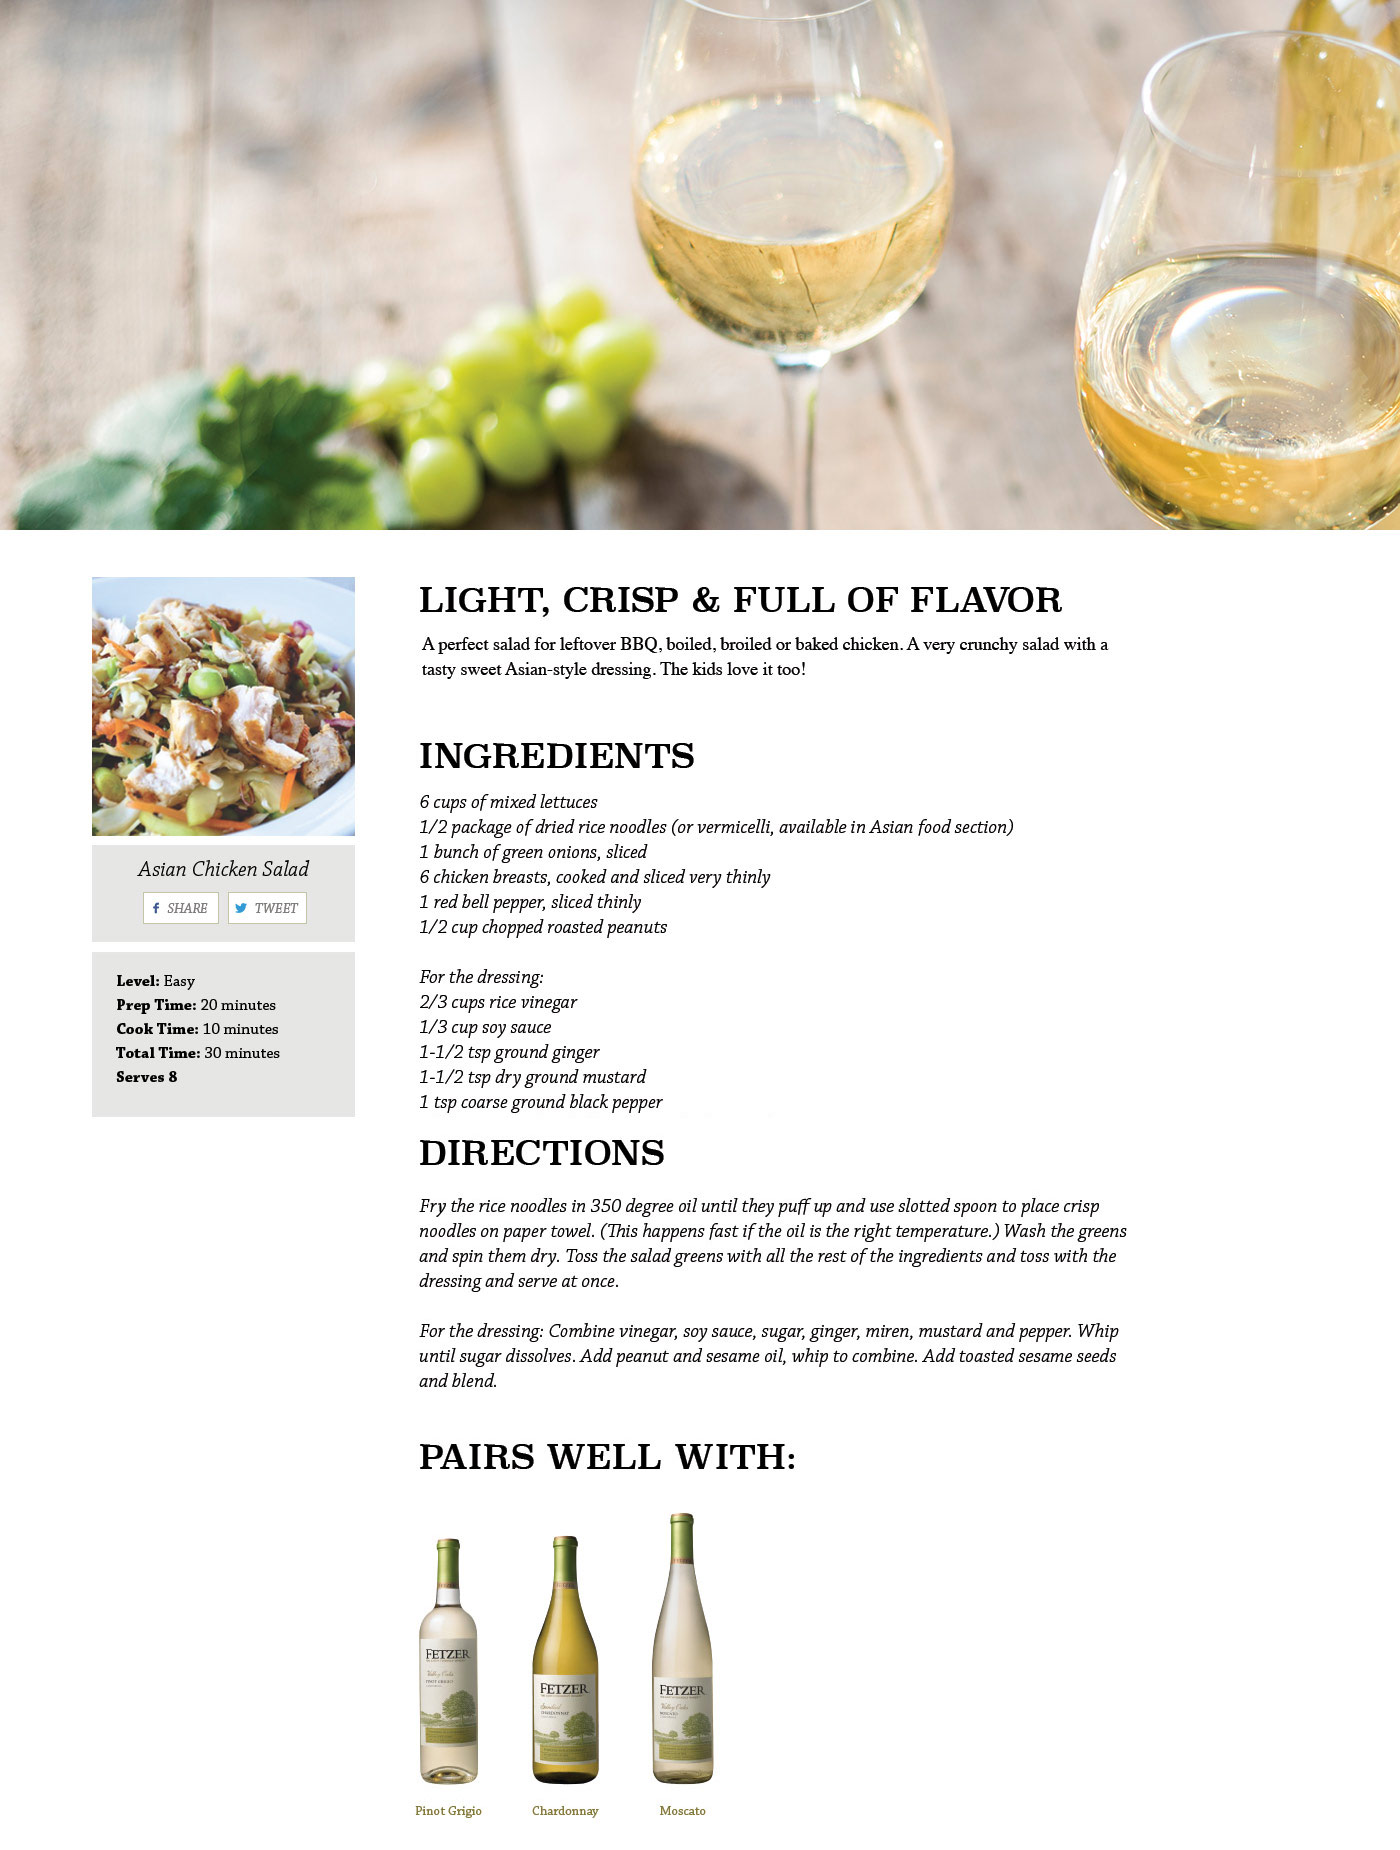 LIGHT, CRISP & FULL OF FLAVOR
A perfect salad for leftover BBQ, boiled, broiled or baked chicken. A very crunchy salad with a
tasty sweet Asian-style dressing. The kids love it too!
Asian Chicken Salad
SHARE TWEET
Level: Easy
Prep Time: 20 minutes
Cook Time: 10 minutes
Total Time: 30 minutes
Serves 8
INGREDIENTS
6 cups of mixed lettuces
1/2 package of dried rice noodles (or vermicelli, available in Asian food section)
1 bunch of green onions, sliced
6 chicken breasts, cooked and sliced very thinly
1 red bell pepper, sliced thinly
1/2 cup chopped roasted peanuts
For the dressing:
2/3 cups rice vinegar
1/3 cup soy sauce
1-1/2 tsp ground ginger
1-1/2 tsp dry ground mustard
1 tsp coarse ground black pepper
DIRECTIONS
Fry the rice noodles in 350 degree oil until they puff up and use slotted spoon to place crisp
noodles on paper towel. (This happens fast if the oil is the right temperature.) Wash the greens
and spin them dry. Toss the salad greens with all the rest of the ingredients and toss with the
dressing and serve at once.
For the dressing: Combine vinegar, soy sauce, sugar, ginger, miren, mustard and pepper. Whip
until sugar dissolves. Add peanut and sesame oil, whip to combine. Add toasted sesame seeds
and blend.
PAIRS WELL WITH:
FETZER
PINOT GRIGIO
FETZER
CHARDONNAY
FETZER
MOSCATO
Pinot Grigio
Chardonnay
Moscato